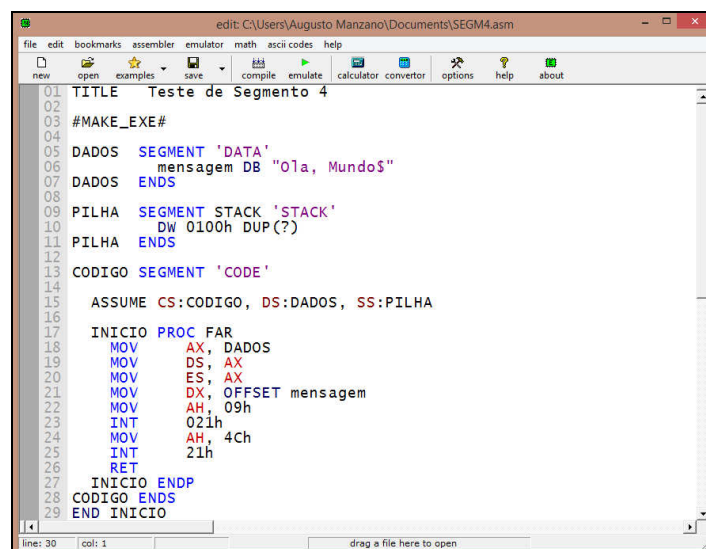 edit: C:\Users\Augusto Manzano\Documents\SEGM4.asm
file edit bookmarks assembler emulator math ascii codes help
new open examples save compile emulate calculator convertor options help about
01 TITLE   Teste de Segmento 4
02
03 #MAKE_EXE#
04
05 DADOS  SEGMENT 'DATA'
06         mensagem DB "Ola, Mundo$"
07 DADOS  ENDS
08
09 PILHA  SEGMENT STACK 'STACK'
10         DW 0100h DUP(?)
11 PILHA  ENDS
12
13 CODIGO SEGMENT 'CODE'
14
15   ASSUME CS:CODIGO, DS:DADOS, SS:PILHA
16
17   INICIO PROC FAR
18     MOV     AX, DADOS
19     MOV     DS, AX
20     MOV     ES, AX
21     MOV     DX, OFFSET mensagem
22     MOV     AH, 09h
23     INT     021h
24     MOV     AH, 4Ch
25     INT     21h
26     RET
27   INICIO ENDP
28 CODIGO ENDS
29 END INICIO
line: 30 col: 1 drag a file here to open